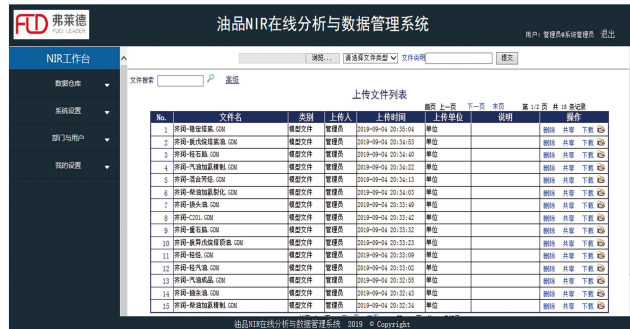 FLD 弗莱德
FUEL LEADER
油品NIR在线分析与数据管理系统
用户: 管理员@系统管理员 退出
NIR工作台
数据仓库
系统设置
部门与用户
我的设置
浏览... 请选择文件类型 文件说明 提交
文件搜索 高级
上传文件列表
首页 上一页 下一页 末页 第 1/2 页 共 18 条记录
No. 文件名 类别 上传人 上传时间 上传单位 说明 操作
1 齐润-稳定塔底.GDM 模型文件 管理员 2019-09-04 20:35:04 单位 删除 共享 下载
2 齐润-脱戊烷塔底油.GDM 模型文件 管理员 2019-09-04 20:34:53 单位 删除 共享 下载
3 齐润-轻石脑.GDM 模型文件 管理员 2019-09-04 20:34:40 单位 删除 共享 下载
4 齐润-汽油加氢精制.GDM 模型文件 管理员 2019-09-04 20:34:22 单位 删除 共享 下载
5 齐润-混合芳烃.GDM 模型文件 管理员 2019-09-04 20:34:13 单位 删除 共享 下载
6 齐润-柴油加氢裂化.GDM 模型文件 管理员 2019-09-04 20:34:03 单位 删除 共享 下载
7 齐润-拔头油.GDM 模型文件 管理员 2019-09-04 20:33:49 单位 删除 共享 下载
8 齐润-C201.GDM 模型文件 管理员 2019-09-04 20:33:42 单位 删除 共享 下载
9 齐润-重石脑.GDM 模型文件 管理员 2019-09-04 20:33:32 单位 删除 共享 下载
10 齐润-脱异戊烷塔顶油.GDM 模型文件 管理员 2019-09-04 20:33:23 单位 删除 共享 下载
11 齐润-轻烃.GDM 模型文件 管理员 2019-09-04 20:33:09 单位 删除 共享 下载
12 齐润-轻汽油.GDM 模型文件 管理员 2019-09-04 20:33:02 单位 删除 共享 下载
13 齐润-汽油成品.GDM 模型文件 管理员 2019-09-04 20:32:55 单位 删除 共享 下载
14 齐润-抽余油.GDM 模型文件 管理员 2019-09-04 20:32:43 单位 删除 共享 下载
15 齐润-柴油加氢精制.GDM 模型文件 管理员 2019-09-04 20:32:34 单位 删除 共享 下载
油品NIR在线分析与数据管理系统 2019 © Copyright